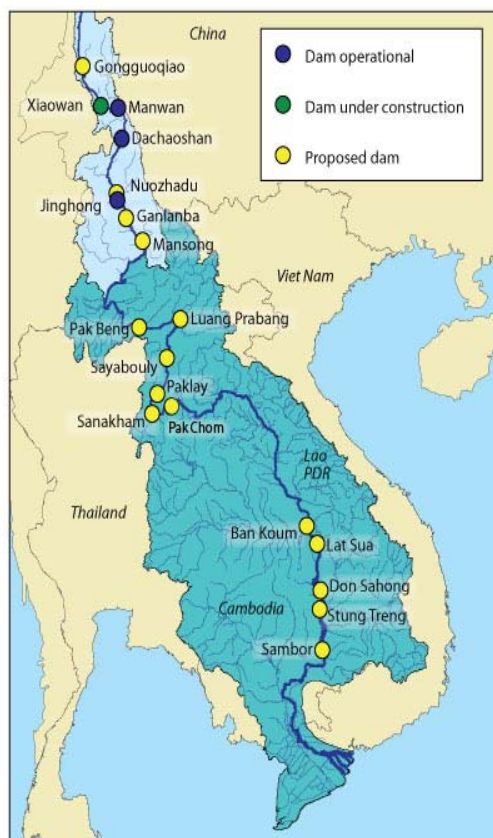 China
Dam operational
Dam under construction
Proposed dam
Gongguoqiao
Xiaowan
Manwan
Dachaoshan
Nuozhadu
Jinghong
Ganlanba
Mansong
Viet Nam
Pak Beng
Luang Prabang
Sayabouly
Paklay
Sanakham
Pak Chom
Lao
PDR
Thailand
Ban Koum
Lat Sua
Don Sahong
Cambodia
Stung Treng
Sambor